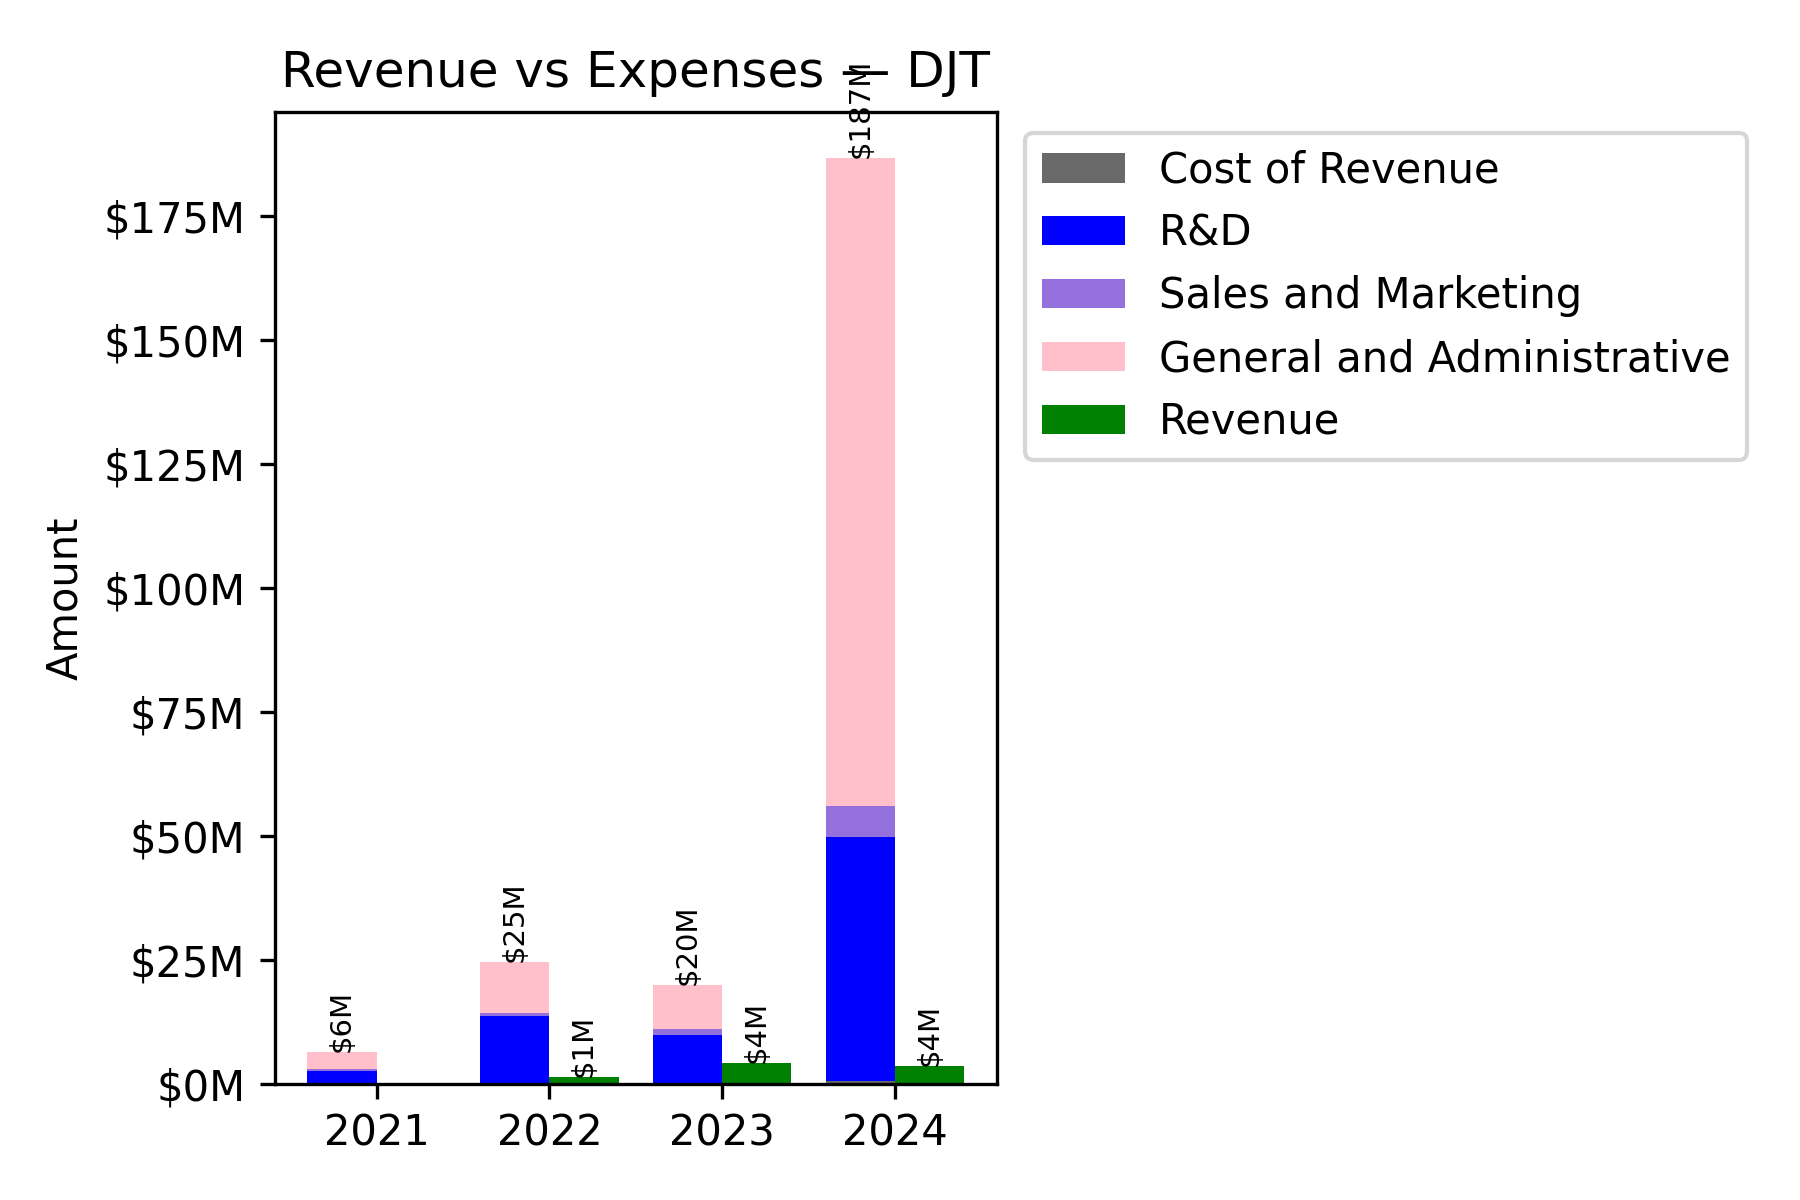 Revenue vs Expenses — DJT
$187M
Cost of Revenue
R&D
Sales and Marketing
General and Administrative
Revenue
Amount
$175M
$150M
$125M
$100M
$75M
$50M
$25M
$0M
$6M
$25M
$1M
$20M
$4M
$4M
2021
2022
2023
2024